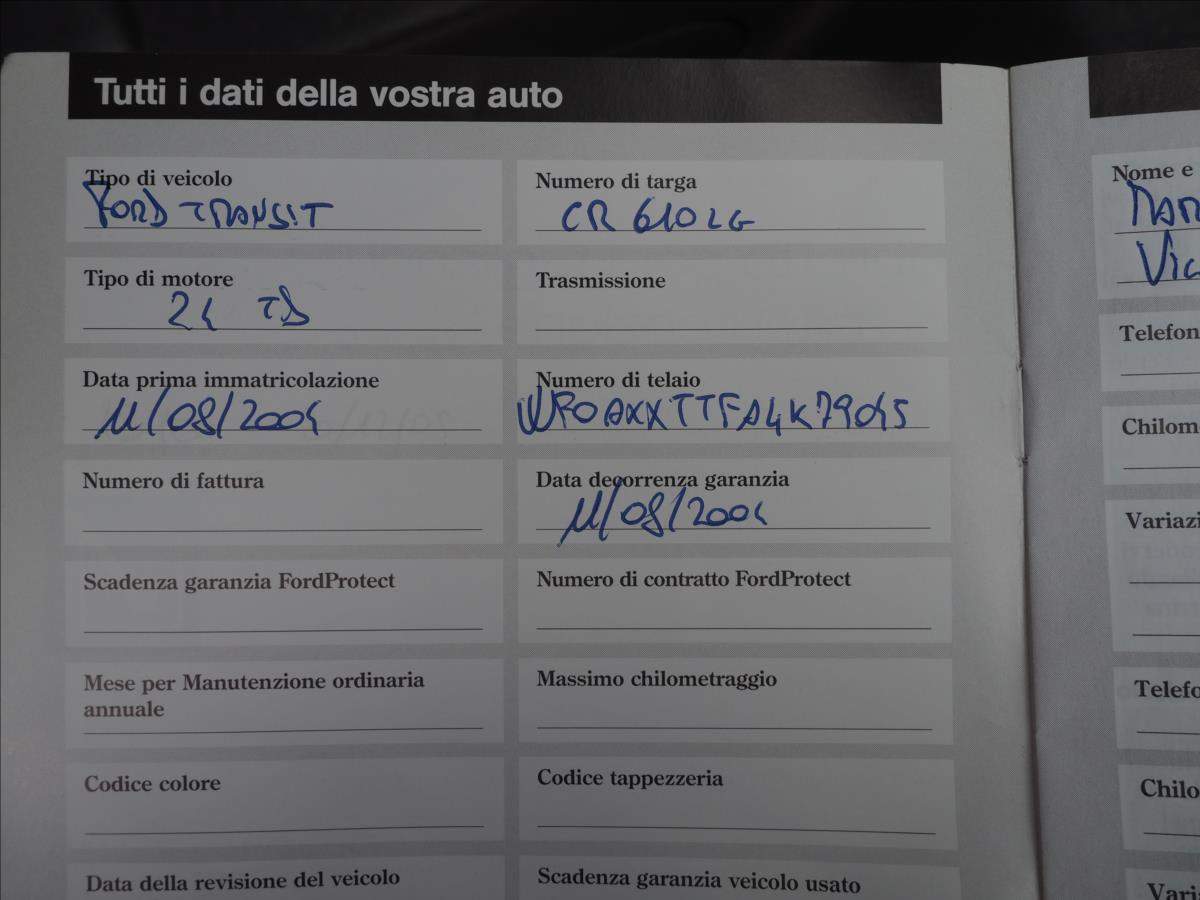 Tutti i dati della vostra auto
Tipo di veicolo
FORD TRANSIT
Numero di targa
CR 610 LG
Tipo di motore
TD
Trasmissione
Data prima immatricolazione
11/08/2004
Numero di telaio
WF0AXXTTFA4K79045
Numero di fattura
Data decorrenza garanzia
11/08/2004
Scadenza garanzia FordProtect
Numero di contratto FordProtect
Mese per Manutenzione ordinaria
annuale
Massimo chilometraggio
Codice colore
Codice tappezzeria
Data della revisione del veicolo
Scadenza garanzia veicolo usato
Nome e
Telefon
Chilom
Variazi
Telefo
Chilo
Vari